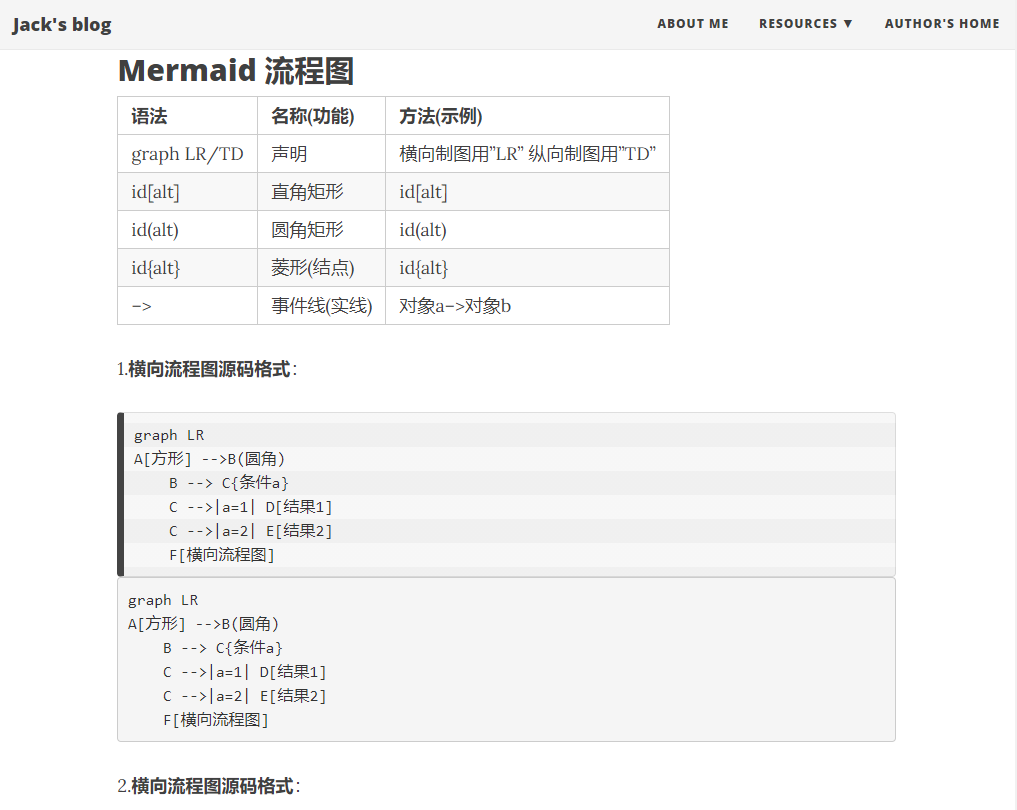 Jack's blog
ABOUT ME RESOURCES ▼ AUTHOR'S HOME
Mermaid 流程图
语法 名称(功能) 方法(示例)
graph LR/TD 声明 横向制图用”LR” 纵向制图用”TD”
id[alt] 直角矩形 id[alt]
id(alt) 圆角矩形 id(alt)
id{alt} 菱形(结点) id{alt}
–> 事件线(实线) 对象a–>对象b
1.横向流程图源码格式：
graph LR
A[方形] -->B(圆角)
    B --> C{条件a}
    C -->|a=1| D[结果1]
    C -->|a=2| E[结果2]
    F[横向流程图]
graph LR
A[方形] -->B(圆角)
    B --> C{条件a}
    C -->|a=1| D[结果1]
    C -->|a=2| E[结果2]
    F[横向流程图]
2.横向流程图源码格式：